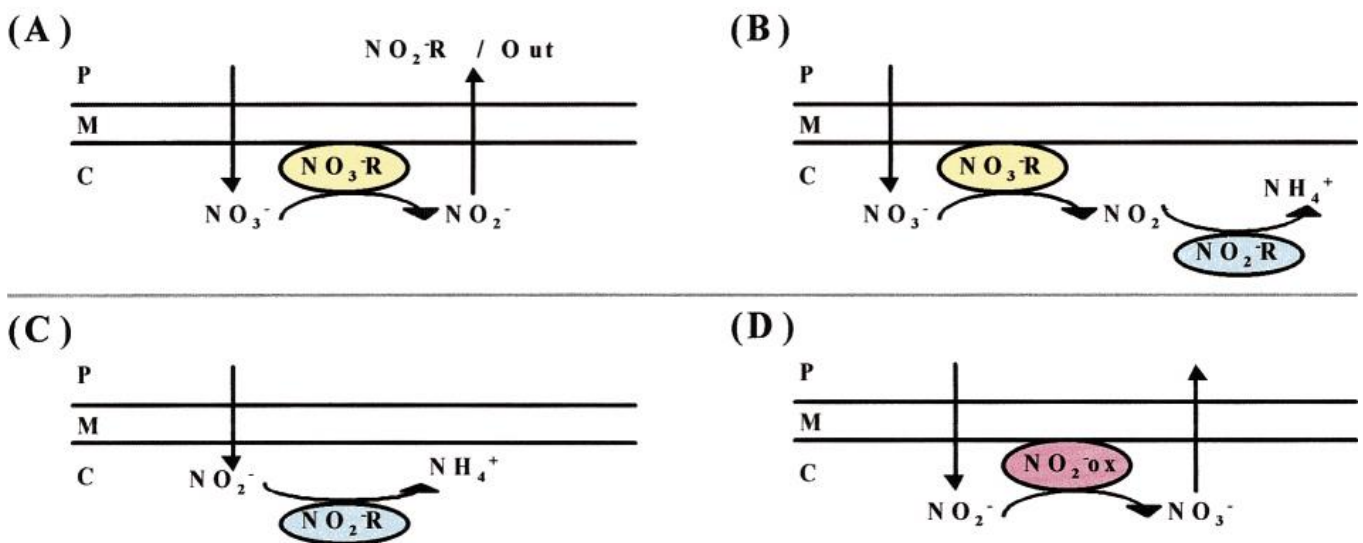 (A)
NO₂⁻R / Out
P
M
C
NO₃⁻R
NO₃⁻
NO₂⁻
(B)
P
M
C
NO₃⁻R
NO₃⁻
NO₂
NH₄⁺
NO₂⁻R
(C)
P
M
C
NO₂⁻
NH₄⁺
NO₂⁻R
(D)
P
M
C
NO₂⁻ox
NO₂⁻
NO₃⁻